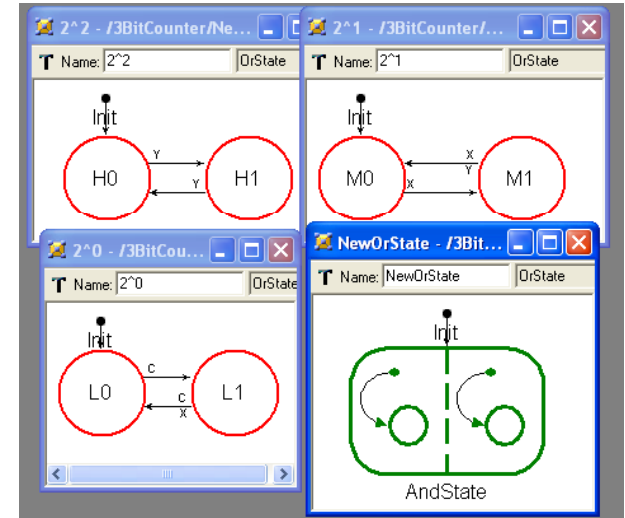 2^2 - /3BitCounter/Ne...
T Name: 2^2 OrState
Init
H0
Y
Y
H1
2^1 - /3BitCounter/...
T Name: 2^1 OrState
Init
M0
X
Y
X
M1
2^0 - /3BitCou...
T Name: 2^0 OrState
Init
L0
C
C
X
L1
NewOrState - /3Bit...
T Name: NewOrState OrState
Init
AndState